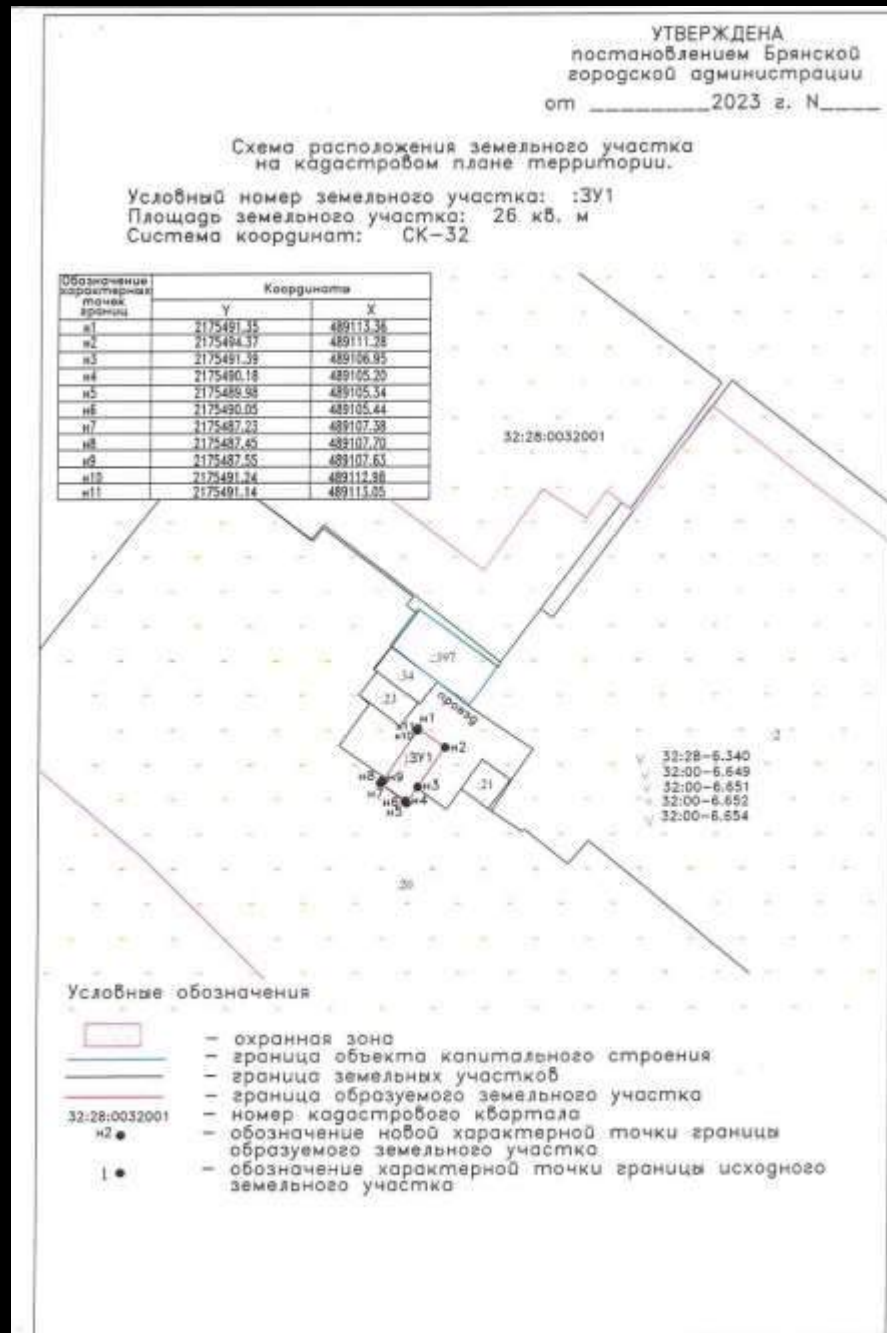 УТВЕРЖДЕНА
постановлением Брянской
городской администрации
от __________2023 г. N_____
Схема расположения земельного участка
на кадастровом плане территории.
Условный номер земельного участка: :ЗУ1
Площадь земельного участка: 26 кв. м
Система координат: СК-32
Обозначение характерных точек границ
Координаты
Y X
н1 2175491.35 489113.36
н2 2175494.37 489111.28
н3 2175491.39 489106.95
н4 2175490.18 489105.20
н5 2175489.98 489105.34
н6 2175490.05 489105.44
н7 2175487.23 489107.38
н8 2175487.45 489107.70
н9 2175487.55 489107.63
н10 2175491.24 489112.98
н11 2175491.14 489113.05
32:28:0032001
:397
:34
:23
проезд
н11 н1
н10
н2
:ЗУ1
н8 н9
н7
н3
:21
н6 н4
н5
:2
32:28-6.340
32:00-6.649
32:00-6.651
32:00-6.652
32:00-6.654
:20
Условные обозначения
– охранная зона
– граница объекта капитального строения
– граница земельных участков
– граница образуемого земельного участка
32:28:0032001 – номер кадастрового квартала
н2 – обозначение новой характерной точки границы
образуемого земельного участка
1 – обозначение характерной точки границы исходного
земельного участка